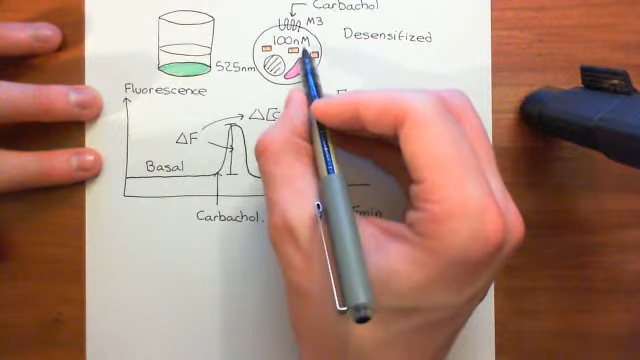 Carbachol
M3
100nM
Desensitized
525nm
Fluorescence
ΔF
Basal
Carbachol.